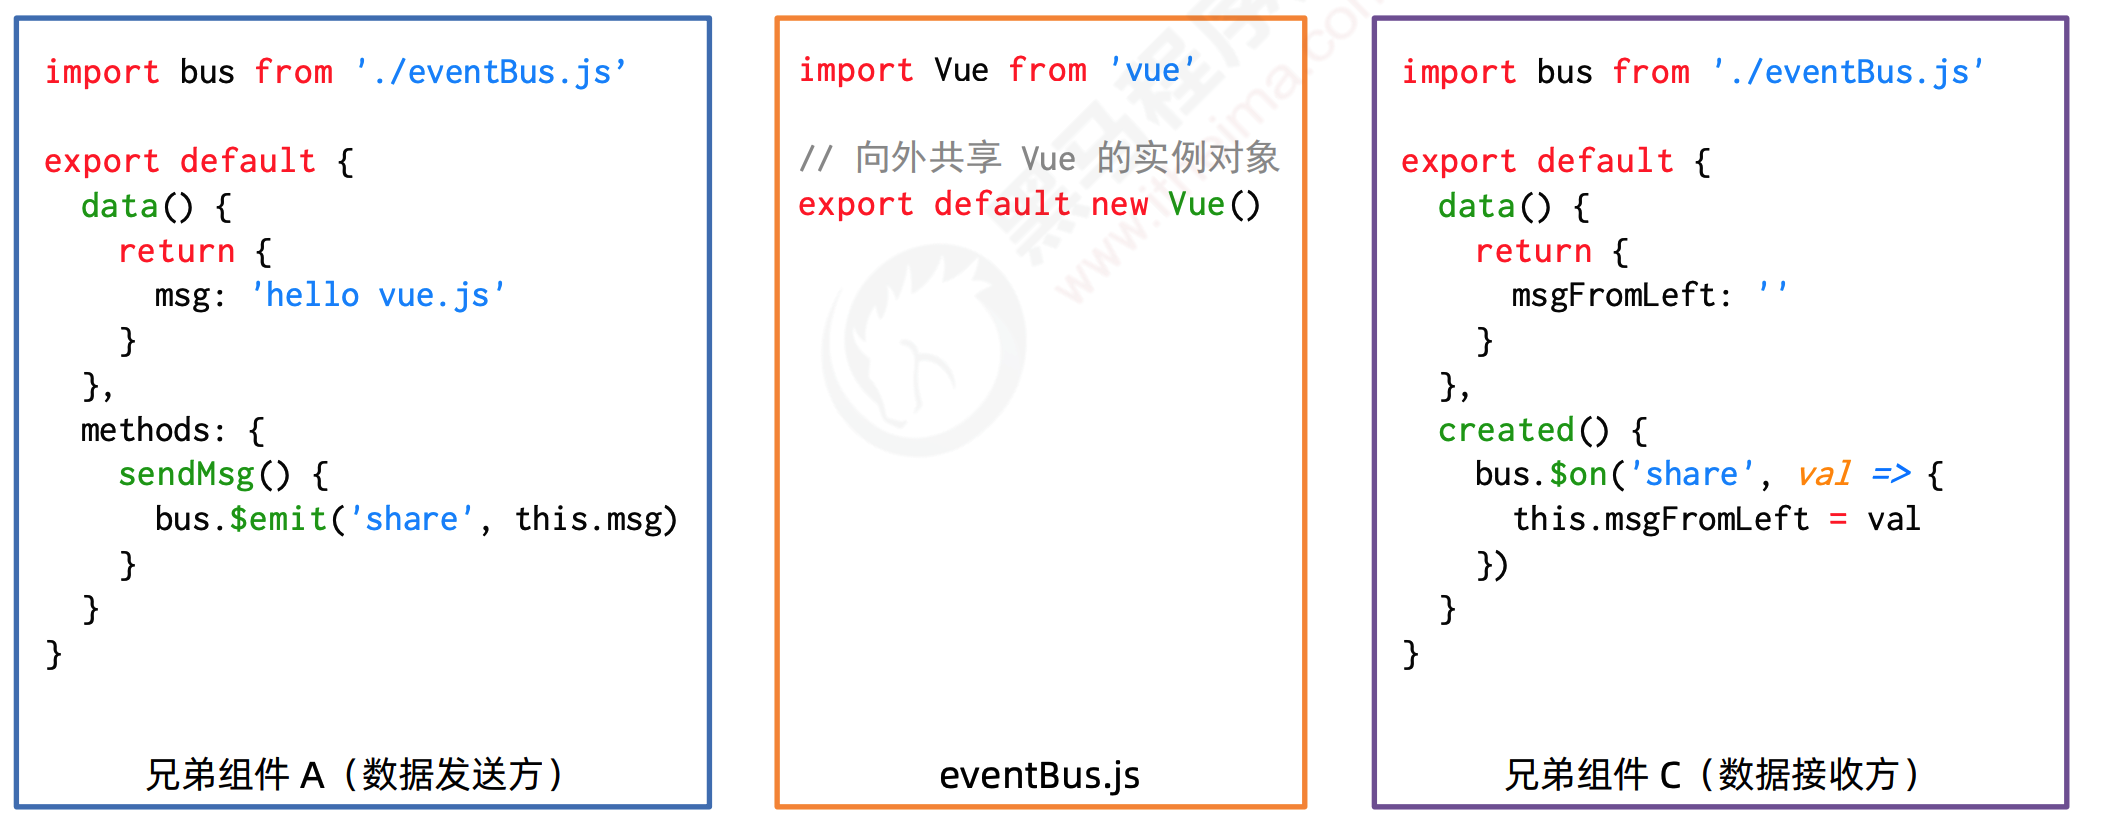 import bus from './eventBus.js’
export default {
  data() {
    return {
      msg: 'hello vue.js'
    }
  },
  methods: {
    sendMsg() {
      bus.$emit('share', this.msg)
    }
  }
}
兄弟组件 A（数据发送方）
import Vue from 'vue'
// 向外共享 Vue 的实例对象
export default new Vue()
eventBus.js
import bus from './eventBus.js'
export default {
  data() {
    return {
      msgFromLeft: ''
    }
  },
  created() {
    bus.$on('share', val => {
      this.msgFromLeft = val
    })
  }
}
兄弟组件 C（数据接收方）